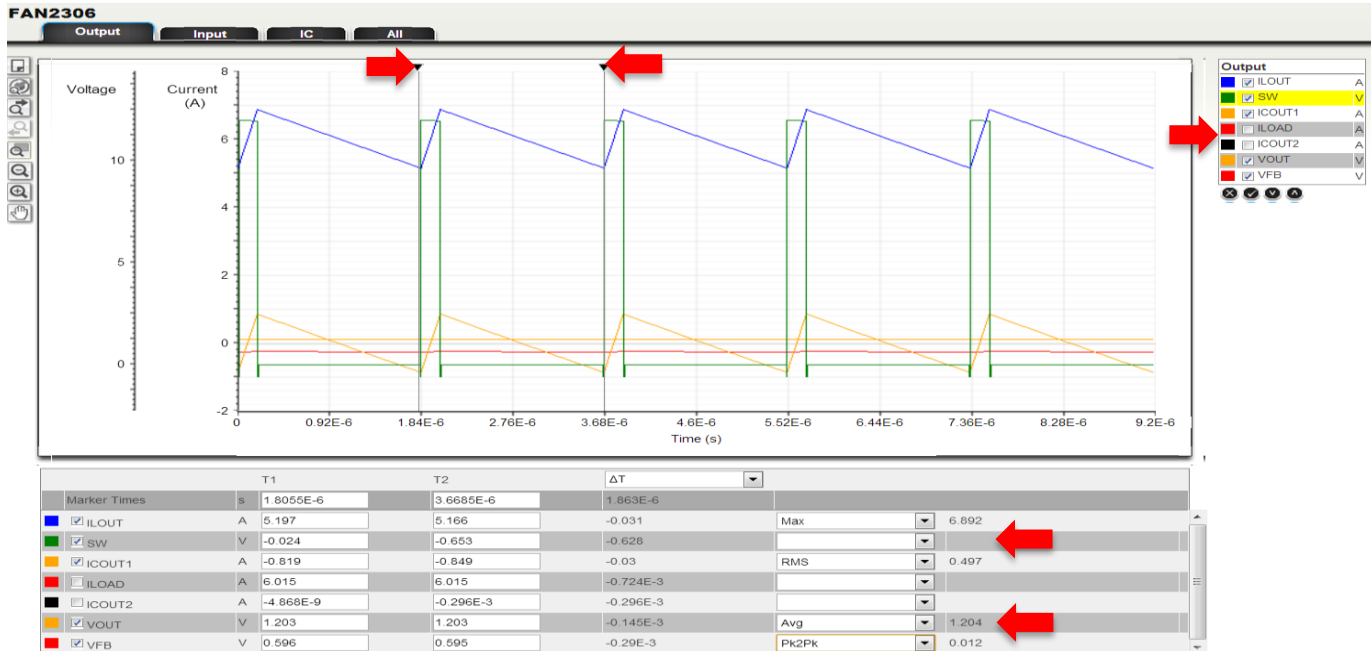 FAN2306
Output Input IC All
Output
ILOUT A
SW V
ICOUT1 A
ILOAD A
ICOUT2 A
VOUT V
VFB V
Voltage
10
5
0
Current
(A)
8
6
4
2
0
-2
0 0.92E-6 1.84E-6 2.76E-6 3.68E-6 4.6E-6 5.52E-6 6.44E-6 7.36E-6 8.28E-6 9.2E-6
Time (s)
T1 T2 ΔT
Marker Times s 1.8055E-6 3.6685E-6 1.863E-6
ILOUT A 5.197 5.166 -0.031 Max 6.892
SW V -0.024 -0.653 -0.628
ICOUT1 A -0.819 -0.849 -0.03 RMS 0.497
ILOAD A 6.015 6.015 -0.724E-3
ICOUT2 A -4.868E-9 -0.296E-3 -0.296E-3
VOUT V 1.203 1.203 -0.145E-3 Avg 1.204
VFB V 0.596 0.595 -0.29E-3 Pk2Pk 0.012